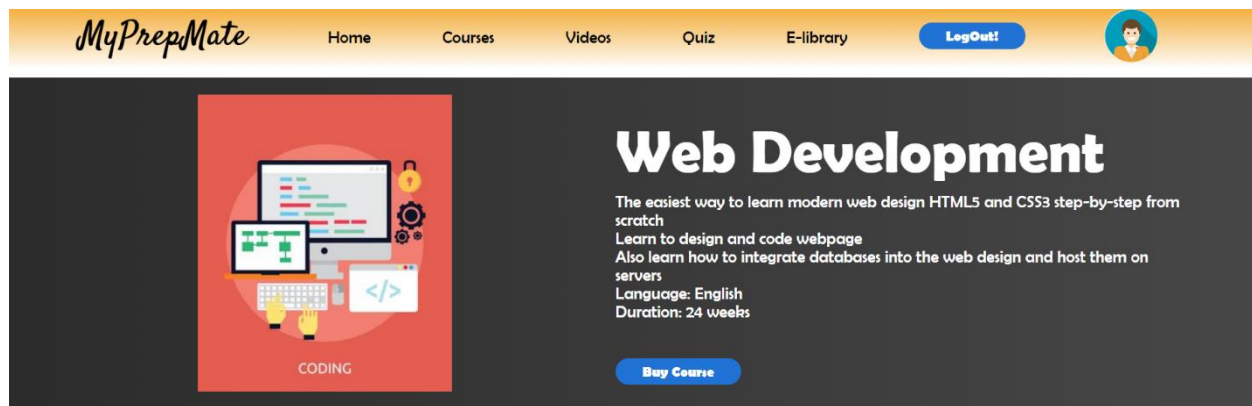 MyPrepMate Home Courses Videos Quiz E-library LogOut!
Web Development
The easiest way to learn modern web design HTML5 and CSS3 step-by-step from
scratch
Learn to design and code webpage
Also learn how to integrate databases into the web design and host them on
servers
Language: English
Duration: 24 weeks
Buy Course
</>
CODING